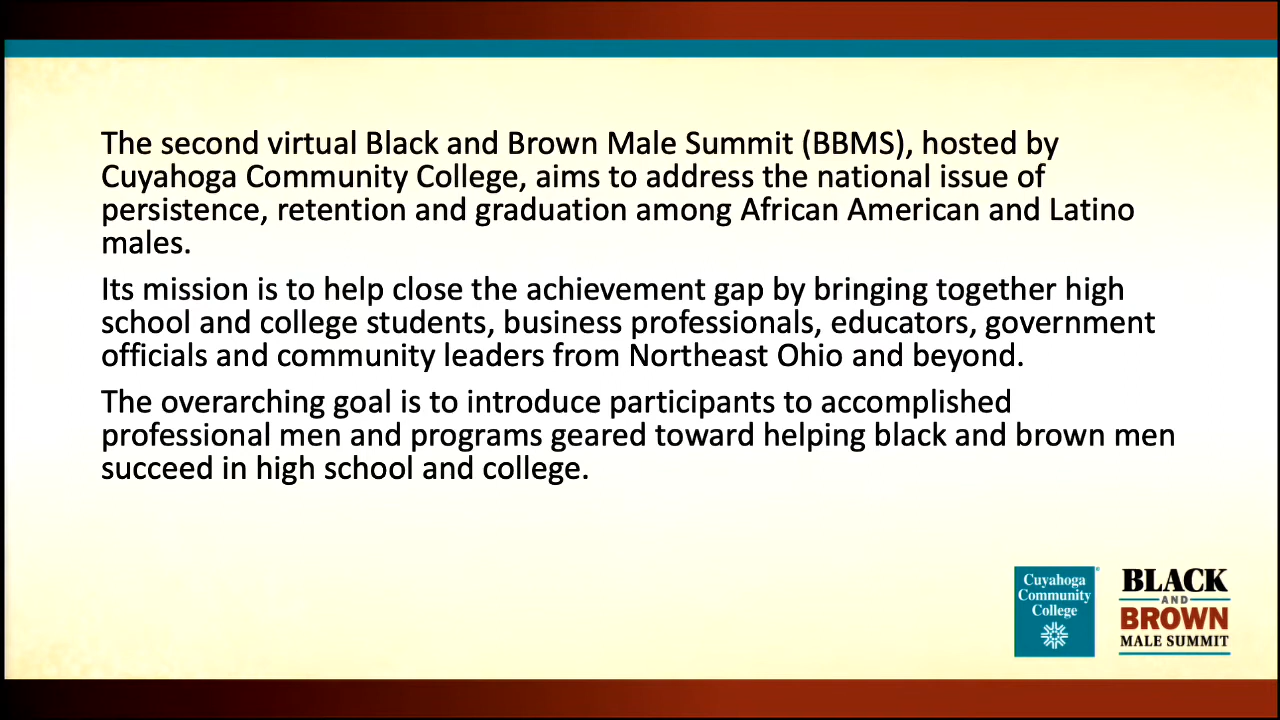 The second virtual Black and Brown Male Summit (BBMS), hosted by
Cuyahoga Community College, aims to address the national issue of
persistence, retention and graduation among African American and Latino
males.
Its mission is to help close the achievement gap by bringing together high
school and college students, business professionals, educators, government
officials and community leaders from Northeast Ohio and beyond.
The overarching goal is to introduce participants to accomplished
professional men and programs geared toward helping black and brown men
succeed in high school and college.
Cuyahoga
Community
College
BLACK
AND
BROWN
MALE SUMMIT